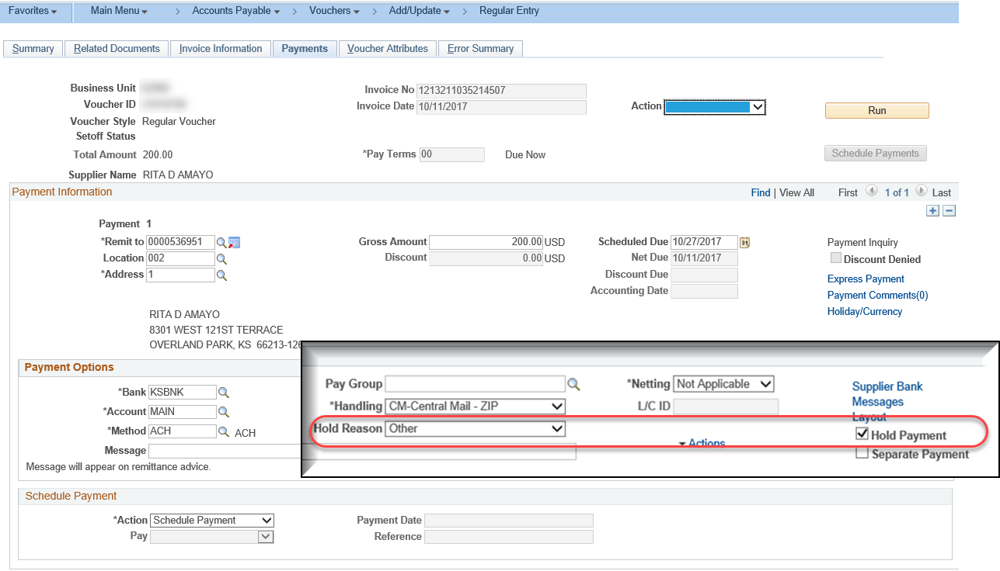 Favorites Main Menu > Accounts Payable > Vouchers > Add/Update > Regular Entry
Summary Related Documents Invoice Information Payments Voucher Attributes Error Summary
Business Unit Invoice No 1213211035214507
Voucher ID Invoice Date 10/11/2017 Action Run
Voucher Style Regular Voucher
Setoff Status
Total Amount 200.00 *Pay Terms 00 Due Now Schedule Payments
Supplier Name RITA D AMAYO
Payment Information Find | View All First 1 of 1 Last
Payment 1
*Remit to 0000536951 Gross Amount 200.00 USD Scheduled Due 10/27/2017 Payment Inquiry
Location 002 Discount 0.00 USD Net Due 10/11/2017 Discount Denied
*Address 1 Discount Due Express Payment
Accounting Date Payment Comments(0)
Holiday/Currency
RITA D AMAYO
8301 WEST 121ST TERRACE
OVERLAND PARK, KS 66213-126
Payment Options
*Bank KSBNK
*Account MAIN
*Method ACH ACH
Message
Message will appear on remittance advice.
Pay Group *Netting Not Applicable Supplier Bank
*Handling CM-Central Mail - ZIP L/C ID Messages
Layout
Hold Reason Other Actions Hold Payment
Separate Payment
Schedule Payment
*Action Schedule Payment Payment Date
Pay Reference